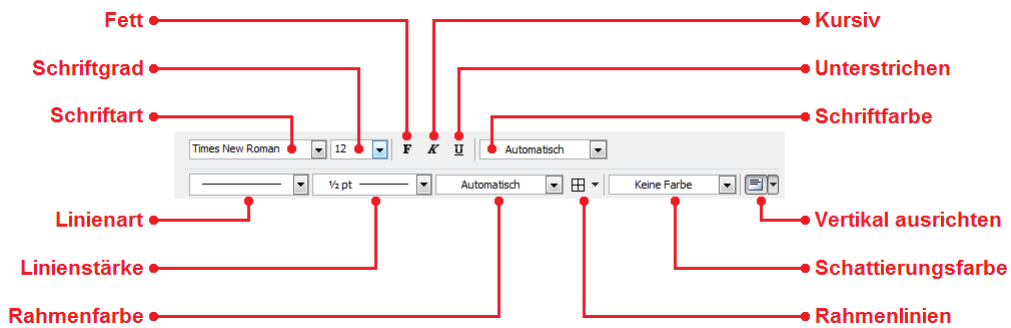 Fett
Kursiv
Schriftgrad
Unterstrichen
Schriftart
Schriftfarbe
Times New Roman 12 F K U Automatisch
½ pt Automatisch Keine Farbe
Linienart
Vertikal ausrichten
Linienstärke
Schattierungsfarbe
Rahmenfarbe
Rahmenlinien